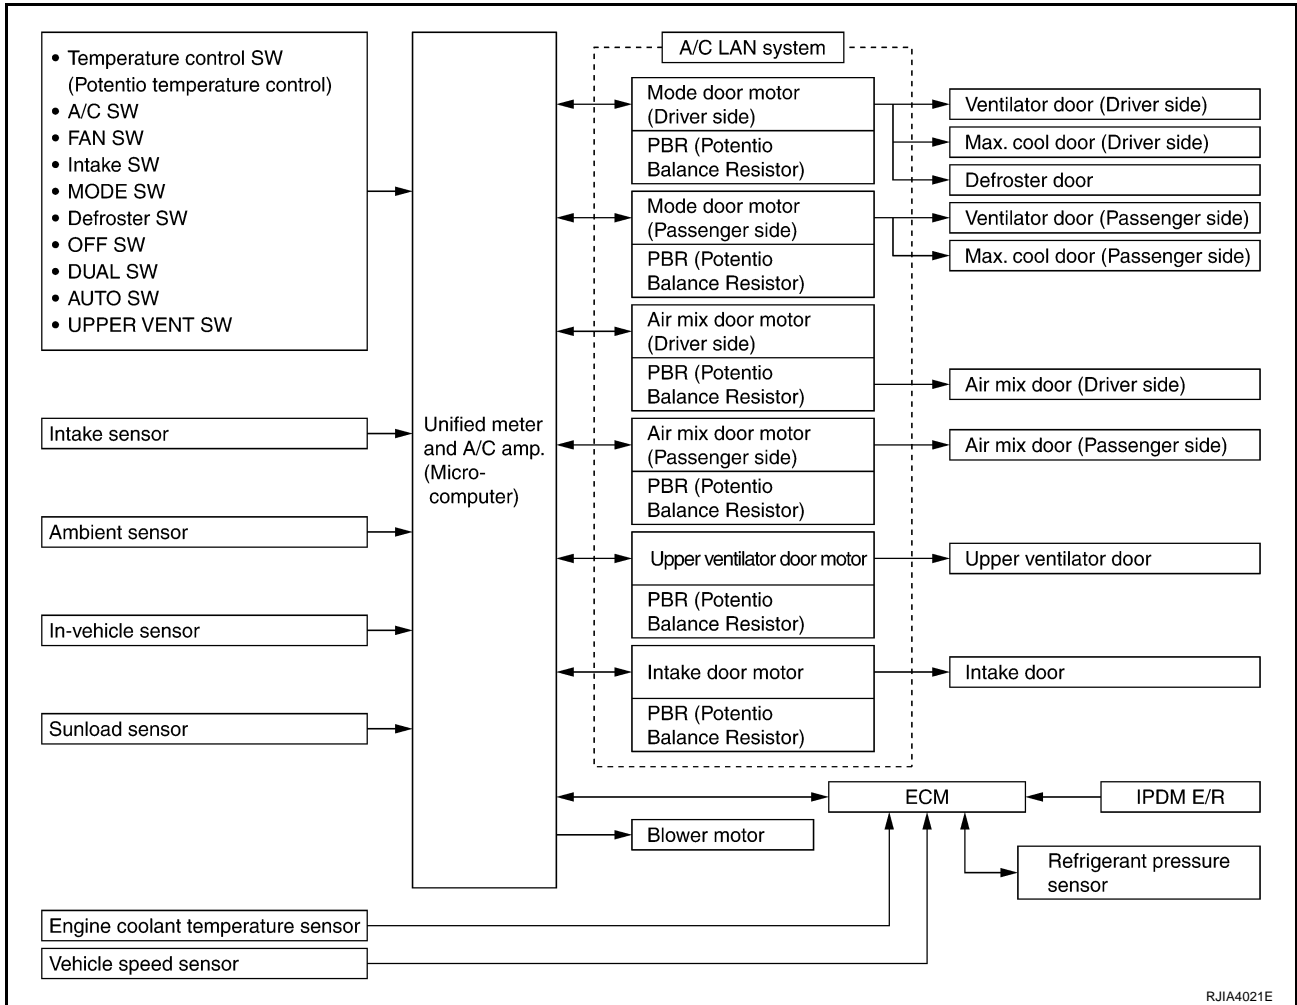 • Temperature control SW
(Potentio temperature control)
• A/C SW
• FAN SW
• Intake SW
• MODE SW
• Defroster SW
• OFF SW
• DUAL SW
• AUTO SW
• UPPER VENT SW
Intake sensor
Ambient sensor
In-vehicle sensor
Sunload sensor
Engine coolant temperature sensor
Vehicle speed sensor
Unified meter
and A/C amp.
(Micro-
computer)
A/C LAN system
Mode door motor
(Driver side)
PBR (Potentio
Balance Resistor)
Mode door motor
(Passenger side)
PBR (Potentio
Balance Resistor)
Air mix door motor
(Driver side)
PBR (Potentio
Balance Resistor)
Air mix door motor
(Passenger side)
PBR (Potentio
Balance Resistor)
Upper ventilator door motor
PBR (Potentio
Balance Resistor)
Intake door motor
PBR (Potentio
Balance Resistor)
Ventilator door (Driver side)
Max. cool door (Driver side)
Defroster door
Ventilator door (Passenger side)
Max. cool door (Passenger side)
Air mix door (Driver side)
Air mix door (Passenger side)
Upper ventilator door
Intake door
ECM
IPDM E/R
Blower motor
Refrigerant pressure
sensor
RJIA4021E